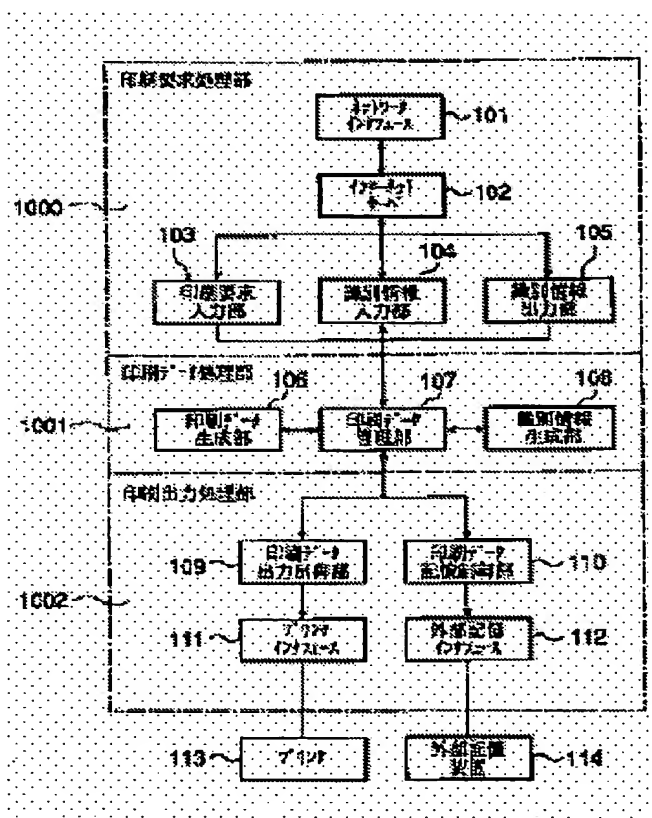 印刷要求処理部
ネットワーク
インタフェース
101
インターネット
サーバ
102
1000
103
104
105
印刷要求
入力部
識別情報
入力部
識別情報
出力部
印刷データ処理部
106
107
108
1001
印刷データ
生成部
印刷データ
管理部
識別情報
生成部
印刷出力処理部
109
印刷データ
出力制御部
印刷データ
記憶制御部
110
1002
111
プリンタ
インタフェース
外部記憶
インタフェース
112
113
プリンタ
外部記憶
装置
114